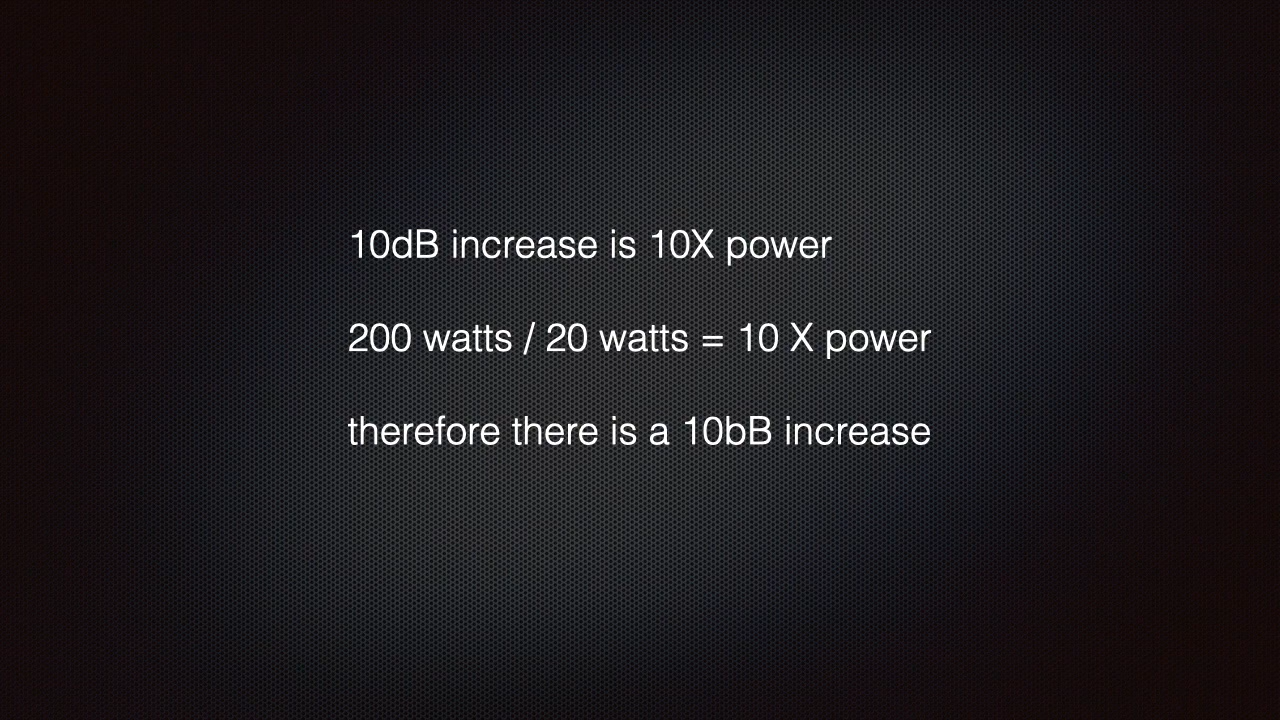 10dB increase is 10X power
200 watts / 20 watts = 10 X power
therefore there is a 10bB increase